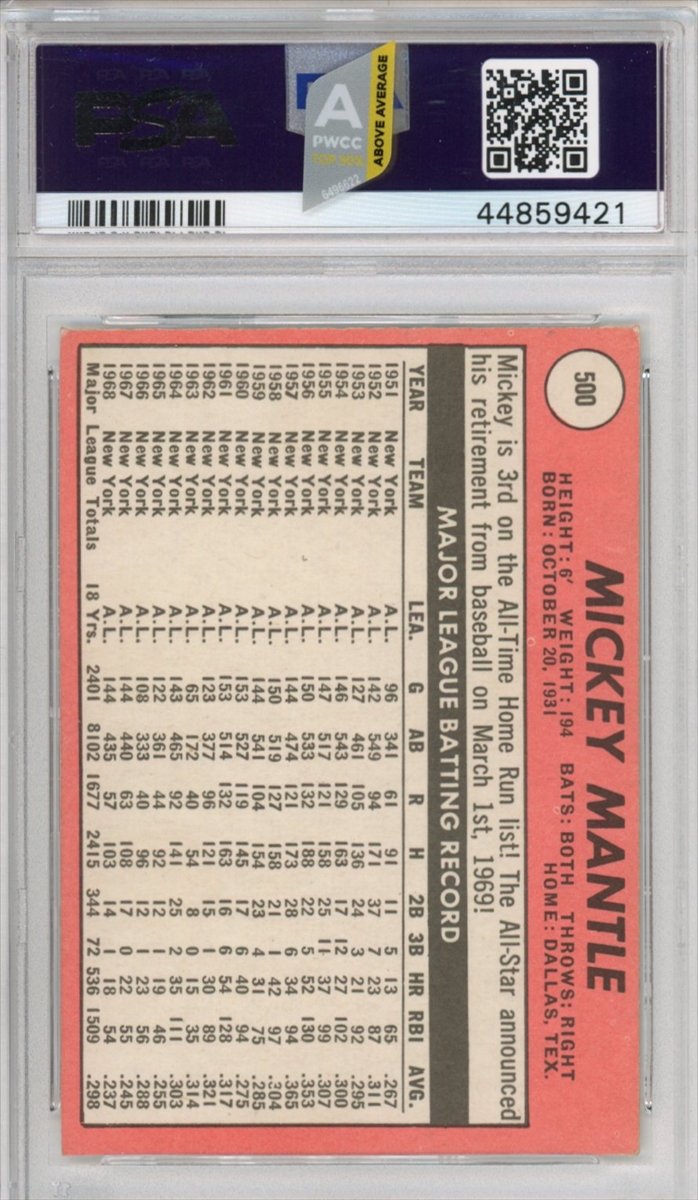 PSA
A
PWCC
TOP 30%
ABOVE AVERAGE
6496622
44859421
500
MICKEY MANTLE
HEIGHT: 6' WEIGHT: 194 BATS: BOTH THROWS: RIGHT
BORN: OCTOBER 20, 1931 HOME: DALLAS, TEX.
Mickey is 3rd on the All-Time Home Run list! The All-Star announced
his retirement from baseball on March 1st, 1969!
MAJOR LEAGUE BATTING RECORD
YEAR TEAM LEA. G AB R H 2B 3B HR RBI AVG.
1951 New York A.L. 96 341 61 91 11 5 13 65 .267
1952 New York A.L. 142 549 94 171 37 7 23 87 .311
1953 New York A.L. 127 461 105 136 24 3 21 92 .295
1954 New York A.L. 146 543 129 163 17 12 27 102 .300
1955 New York A.L. 147 517 121 158 25 11 37 99 .307
1956 New York A.L. 150 533 132 188 22 5 52 130 .353
1957 New York A.L. 144 474 121 173 28 6 34 94 .365
1958 New York A.L. 150 519 127 158 21 1 42 97 .304
1959 New York A.L. 144 541 104 154 23 4 31 75 .285
1960 New York A.L. 153 527 119 145 17 6 40 94 .275
1961 New York A.L. 153 514 132 163 16 6 54 128 .317
1962 New York A.L. 123 377 96 121 15 1 30 89 .321
1963 New York A.L. 65 172 40 54 8 0 15 35 .314
1964 New York A.L. 143 465 92 141 25 2 35 111 .303
1965 New York A.L. 122 361 44 92 12 1 19 46 .255
1966 New York A.L. 108 333 40 96 12 1 23 56 .288
1967 New York A.L. 144 440 63 108 17 0 22 55 .245
1968 New York A.L. 144 435 57 103 14 1 18 54 .237
Major League Totals 18 Yrs. 2401 8102 1677 2415 344 72 536 1509 .298